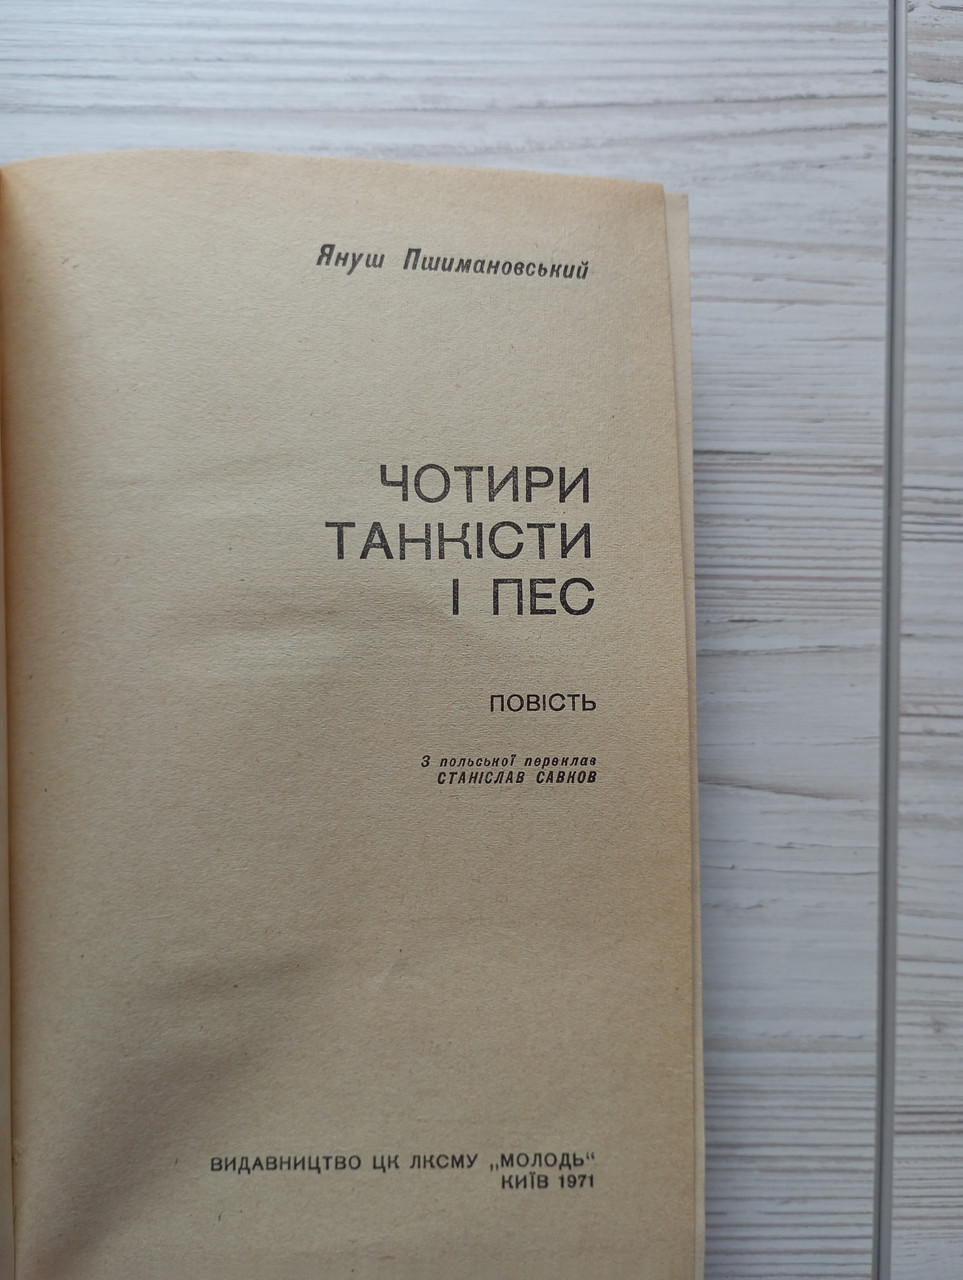 Януш Пшимановський
ЧОТИРИ
ТАНКІСТИ
І ПЕС
ПОВІСТЬ
З польської переклав
СТАНІСЛАВ САВКОВ
ВИДАВНИЦТВО ЦК ЛКСМУ „МОЛОДЬ“
КИЇВ 1971